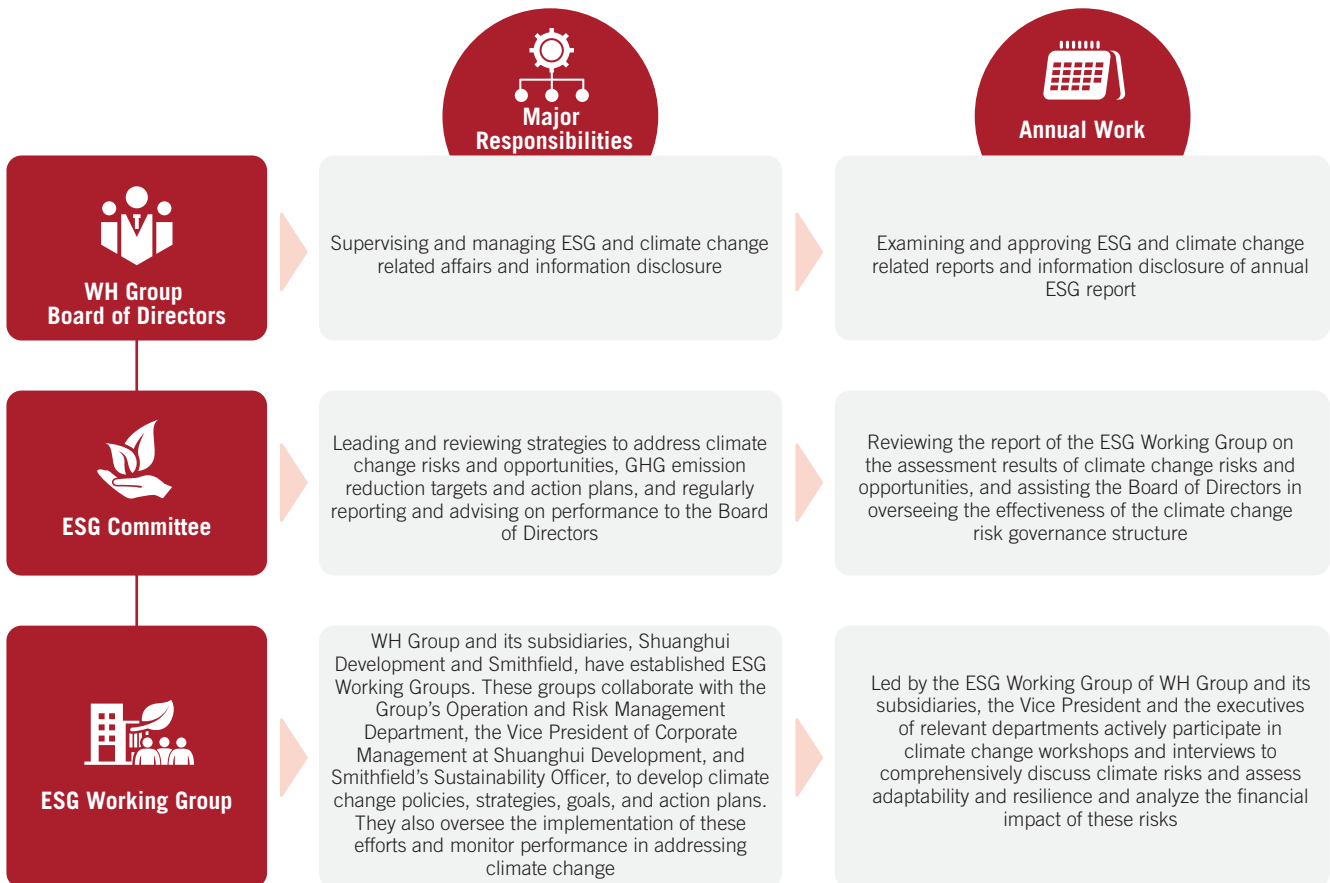 Major
Responsibilities
Annual Work
WH Group
Board of Directors
Supervising and managing ESG and climate change
related affairs and information disclosure
Examining and approving ESG and climate change
related reports and information disclosure of annual
ESG report
ESG Committee
Leading and reviewing strategies to address climate
change risks and opportunities, GHG emission
reduction targets and action plans, and regularly
reporting and advising on performance to the Board
of Directors
Reviewing the report of the ESG Working Group on
the assessment results of climate change risks and
opportunities, and assisting the Board of Directors in
overseeing the effectiveness of the climate change
risk governance structure
ESG Working Group
WH Group and its subsidiaries, Shuanghui
Development and Smithfield, have established ESG
Working Groups. These groups collaborate with the
Group's Operation and Risk Management
Department, the Vice President of Corporate
Management at Shuanghui Development, and
Smithfield's Sustainability Officer, to develop climate
change policies, strategies, goals, and action plans.
They also oversee the implementation of these
efforts and monitor performance in addressing
climate change
Led by the ESG Working Group of WH Group and its
subsidiaries, the Vice President and the executives
of relevant departments actively participate in
climate change workshops and interviews to
comprehensively discuss climate risks and assess
adaptability and resilience and analyze the financial
impact of these risks